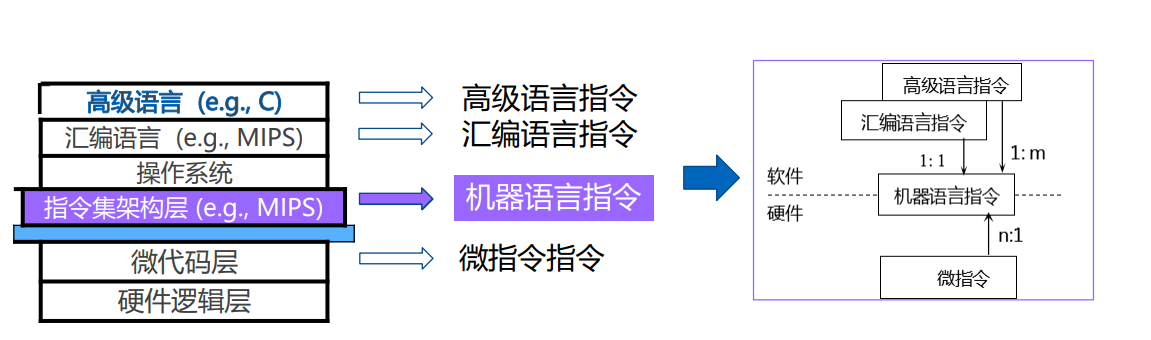 高级语言 (e.g., C)
汇编语言 (e.g., MIPS)
操作系统
指令集架构层 (e.g., MIPS)
微代码层
硬件逻辑层
高级语言指令
汇编语言指令
机器语言指令
微指令指令
高级语言指令
汇编语言指令
1: 1
1: m
软件
机器语言指令
硬件
n:1
微指令